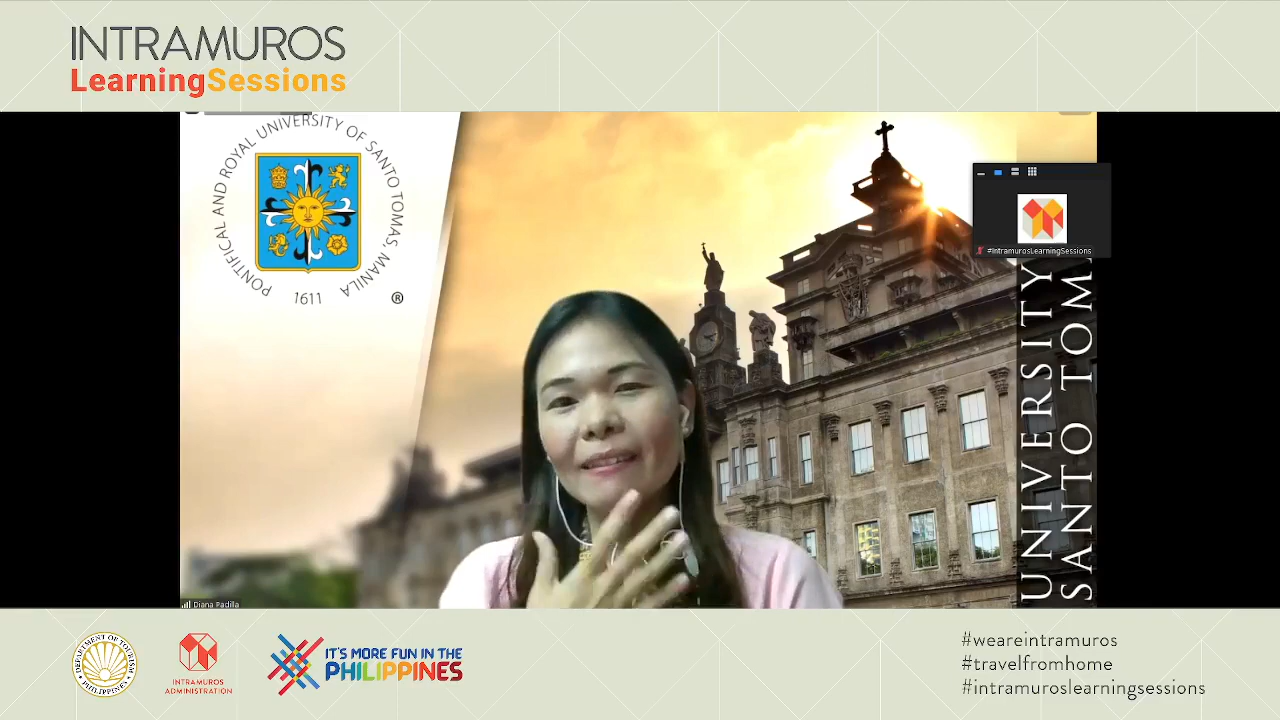 INTRAMUROS
LearningSessions
PONTIFICAL AND ROYAL UNIVERSITY OF SANTO TOMAS, MANILA
1611
®
#IntramurosLearningSessions
UNIVERSITY
SANTO TOM
Diana Padilla
DEPARTMENT OF TOURISM
PHILIPPINES
INTRAMUROS
ADMINISTRATION
IT'S MORE FUN IN THE
PHILIPPINES
#weareintramuros
#travelfromhome
#intramuroslearningsessions